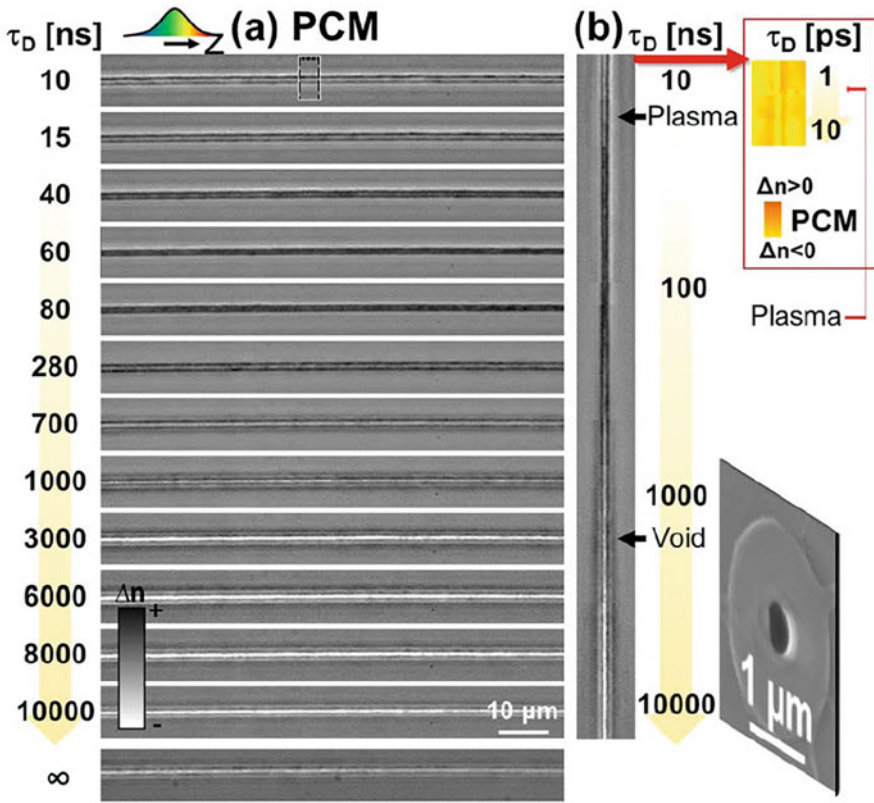 τD [ns]
Z
(a) PCM
10
15
40
60
80
280
700
1000
3000
6000
8000
10000
∞
Δn
+
-
10 μm
(b)
τD [ns]
10
Plasma
100
1000
Void
10000
τD [ps]
1
10
Δn>0
PCM
Δn<0
Plasma
1 μm